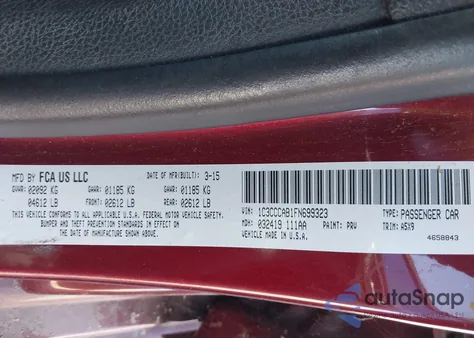 MFD BY FCA US LLC DATE OF MFR(BUILT): 3-15
GVWR: 02092 KG GAWR: 01185 KG GAWR: 01185 KG
04612 LB FRONT: 02612 LB REAR: 02612 LB
THIS VEHICLE CONFORMS TO ALL APPLICABLE U.S.A. FEDERAL MOTOR VEHICLE SAFETY,
BUMPER AND THEFT PREVENTION STANDARDS IN EFFECT
ON THE DATE OF MANUFACTURE SHOWN ABOVE.
VIN: 1C3CCCAB1FN699323 TYPE: PASSENGER CAR
MDH: 032419 111AA PAINT: PRV TRIM: A5X9
VEHICLE MADE IN U.S.A. 4658843
autoSnap